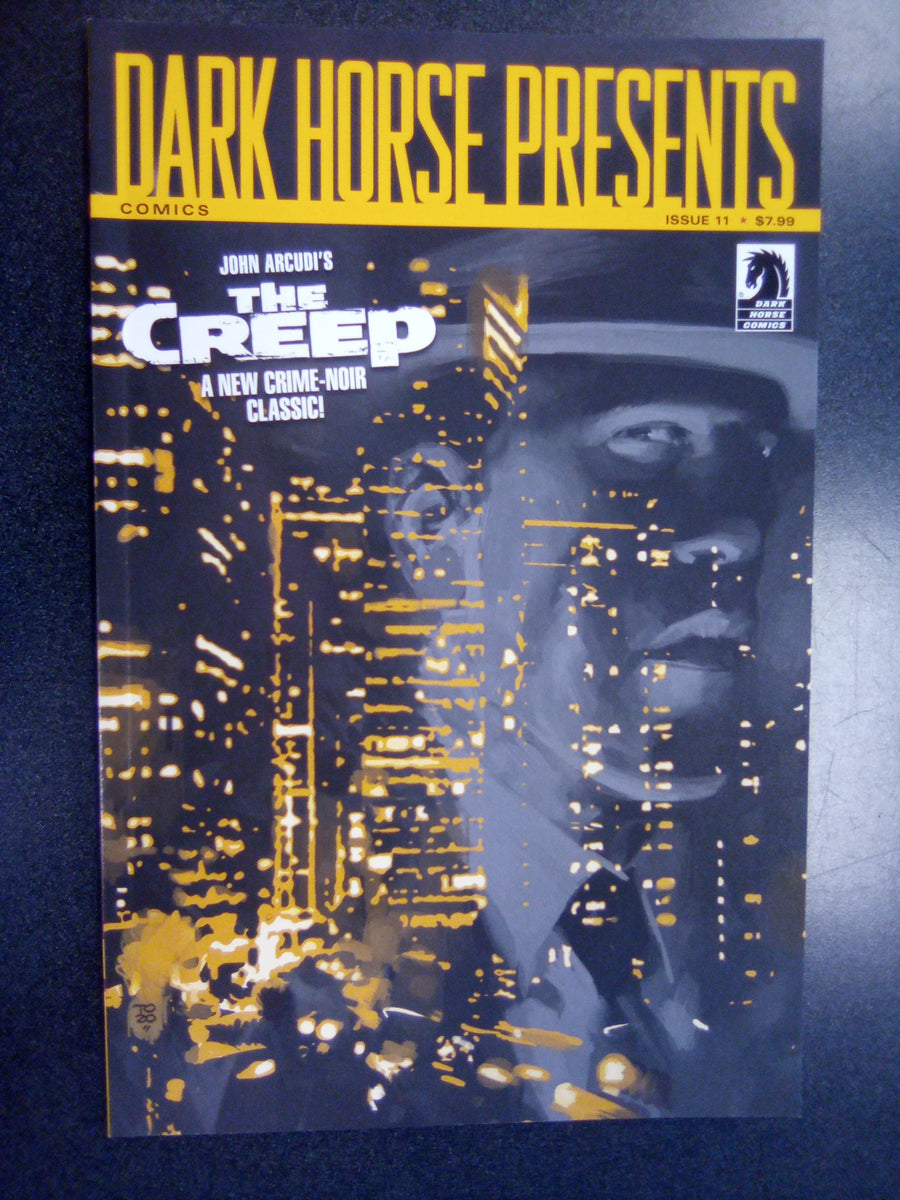 DARK HORSE PRESENTS
COMICS
ISSUE 11 * $7.99
JOHN ARCUDI'S
THE
CREEP
A NEW CRIME-NOIR
CLASSIC!
®
DARK
HORSE
COMICS